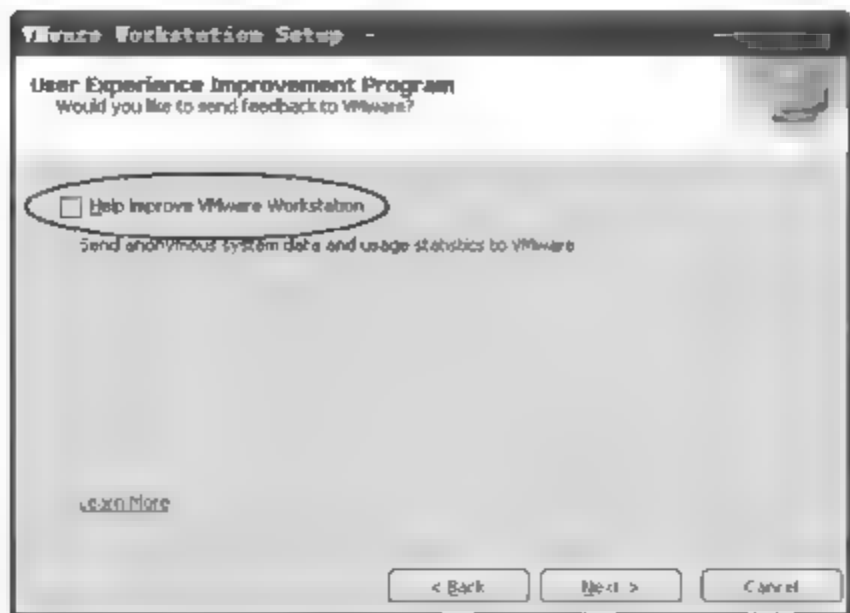 VMware Workstation Setup -
User Experience Improvement Program
Would you like to send feedback to VMware?
Help improve VMware Workstation
Send anonymous system data and usage statistics to VMware
Learn More
< Back Next > Cancel